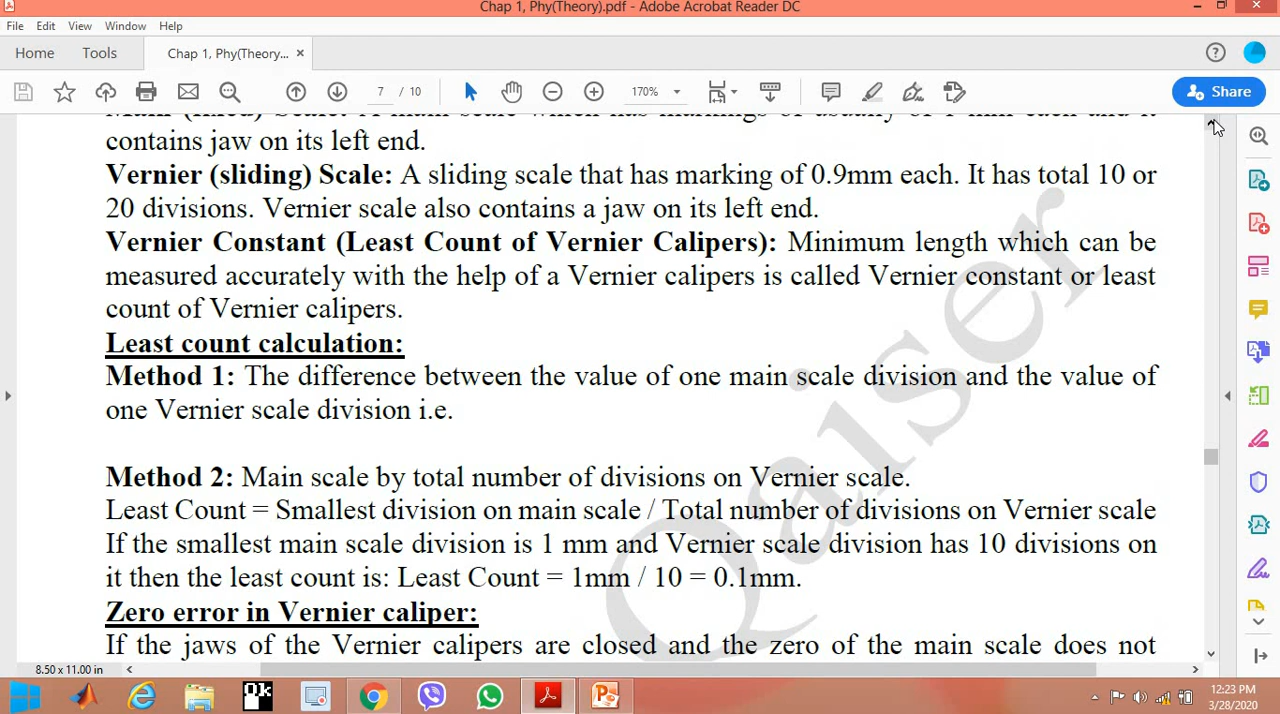 Chap 1, Phy(Theory).pdf - Adobe Acrobat Reader DC
File Edit View Window Help
Home Tools Chap 1, Phy(Theory... ×
7 / 10 170% Share
contains jaw on its left end.
Vernier (sliding) Scale: A sliding scale that has marking of 0.9mm each. It has total 10 or
20 divisions. Vernier scale also contains a jaw on its left end.
Vernier Constant (Least Count of Vernier Calipers): Minimum length which can be
measured accurately with the help of a Vernier calipers is called Vernier constant or least
count of Vernier calipers.
Least count calculation:
Method 1: The difference between the value of one main scale division and the value of
one Vernier scale division i.e.
Method 2: Main scale by total number of divisions on Vernier scale.
Least Count = Smallest division on main scale / Total number of divisions on Vernier scale
If the smallest main scale division is 1 mm and Vernier scale division has 10 divisions on
it then the least count is: Least Count = 1mm / 10 = 0.1mm.
Zero error in Vernier caliper:
If the jaws of the Vernier calipers are closed and the zero of the main scale does not
Qaiser
8.50 x 11.00 in
12:23 PM
3/28/2020